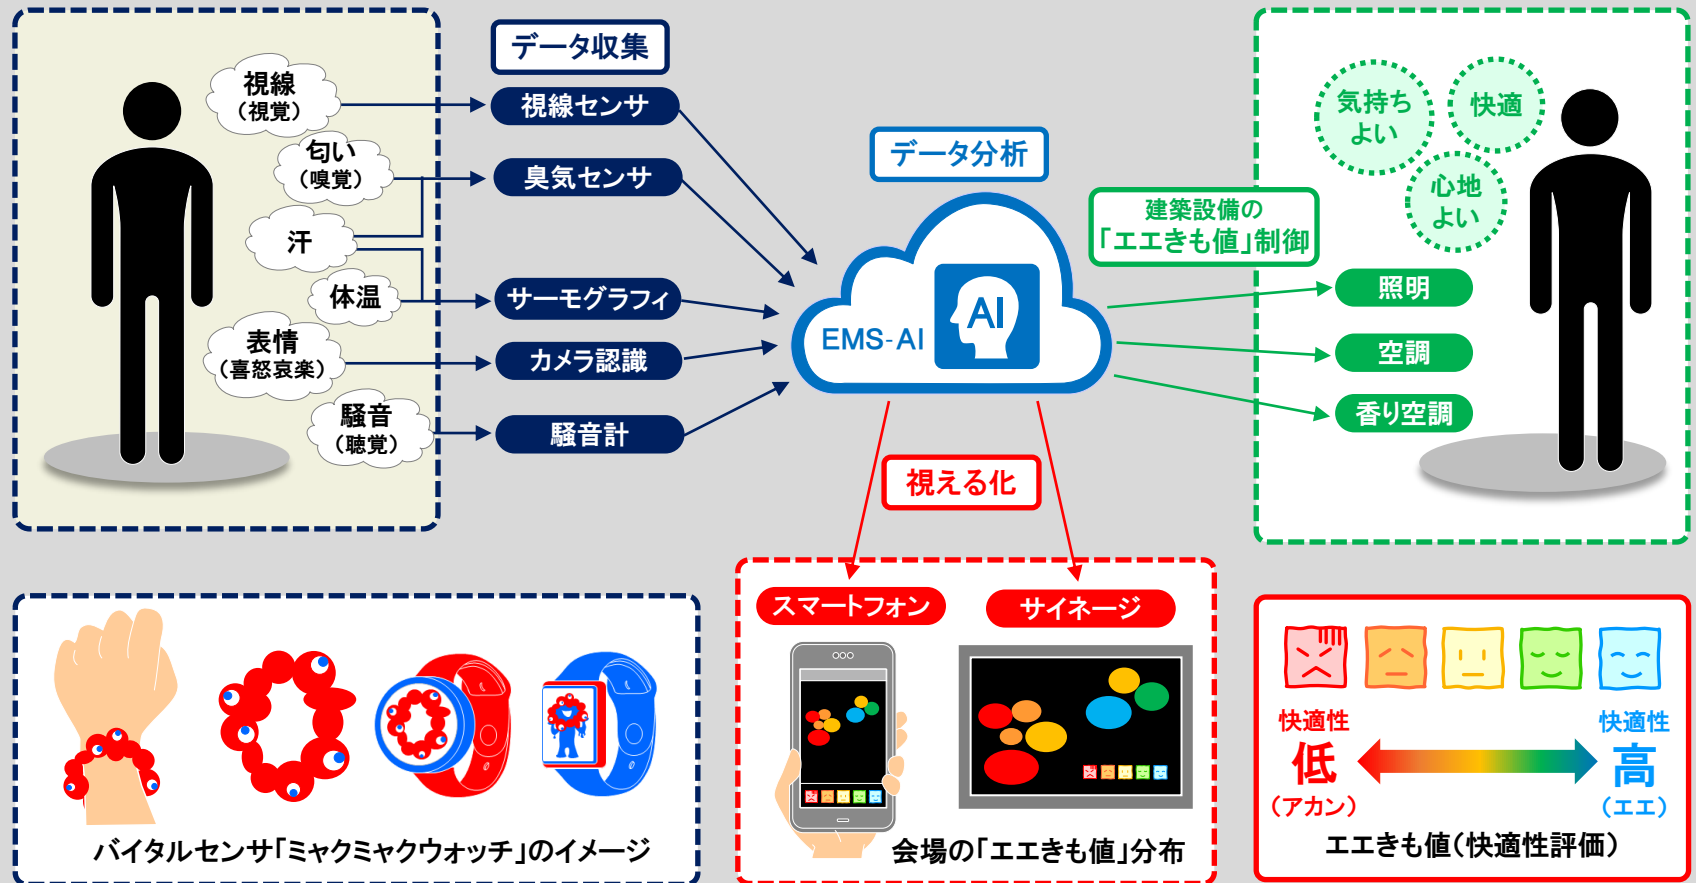 データ収集
視線
(視覚)
視線センサ
匂い
(嗅覚)
臭気センサ
汗
体温
サーモグラフィ
表情
(喜怒哀楽)
カメラ認識
騒音
(聴覚)
騒音計
データ分析
EMS-AI
AI
建築設備の
「エエきも値」制御
気持ち
よい
快適
心地
よい
照明
空調
香り空調
視える化
スマートフォン
サイネージ
会場の「エエきも値」分布
バイタルセンサ「ミャクミャクウォッチ」のイメージ
快適性
低
(アカン)
快適性
高
(エエ)
エエきも値(快適性評価)